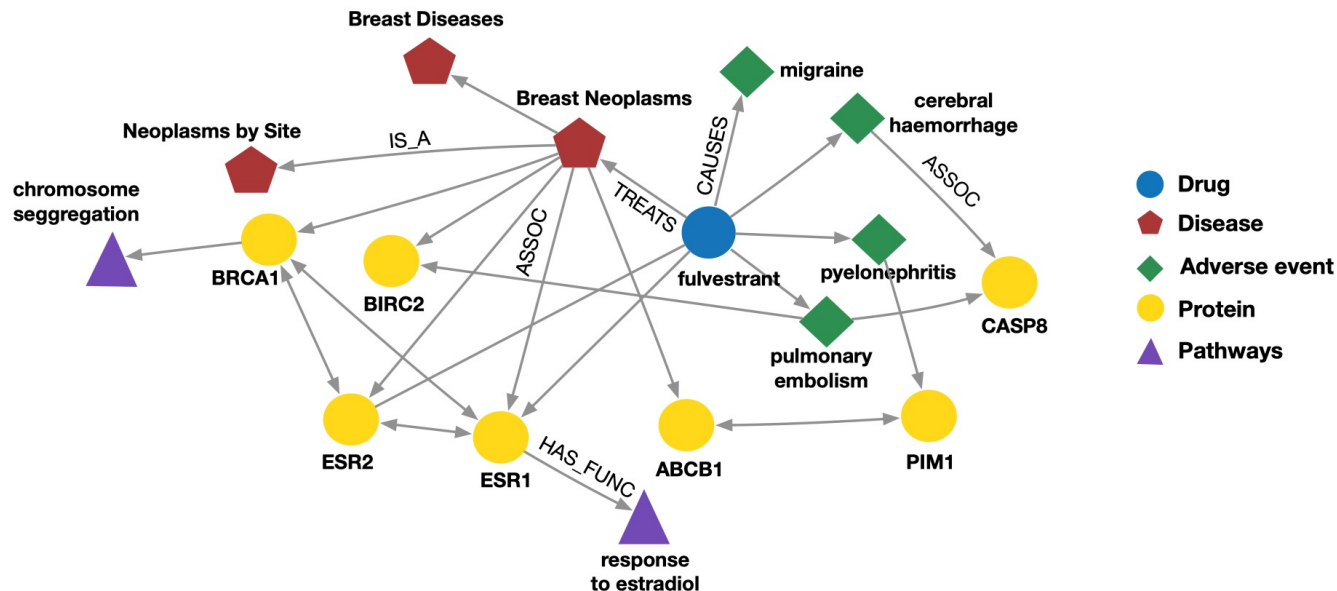 Breast Diseases
migraine
Breast Neoplasms
cerebral
haemorrhage
Neoplasms by Site
IS_A
CAUSES
ASSOC
chromosome
seggregation
TREATS
Drug
Disease
ASSOC
BRCA1
BIRC2
fulvestrant
pyelonephritis
Adverse event
Protein
CASP8
pulmonary
embolism
Pathways
ESR2
ESR1
HAS_FUNC
ABCB1
PIM1
response
to estradiol